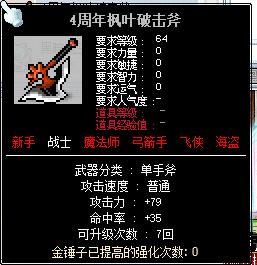 4周年枫叶破击斧
要求等级： 64
要求力量： 0
要求敏捷： 0
要求智力： 0
要求运气： 0
要求人气度： -
道具等级： -
道具经验值： -
新手 战士 魔法师 弓箭手 飞侠 海盗
武器分类 : 单手斧
攻击速度 : 普通
攻击力 : +79
命中率 : +35
可升级次数 : 7回
金锤子已提高的强化次数: 0